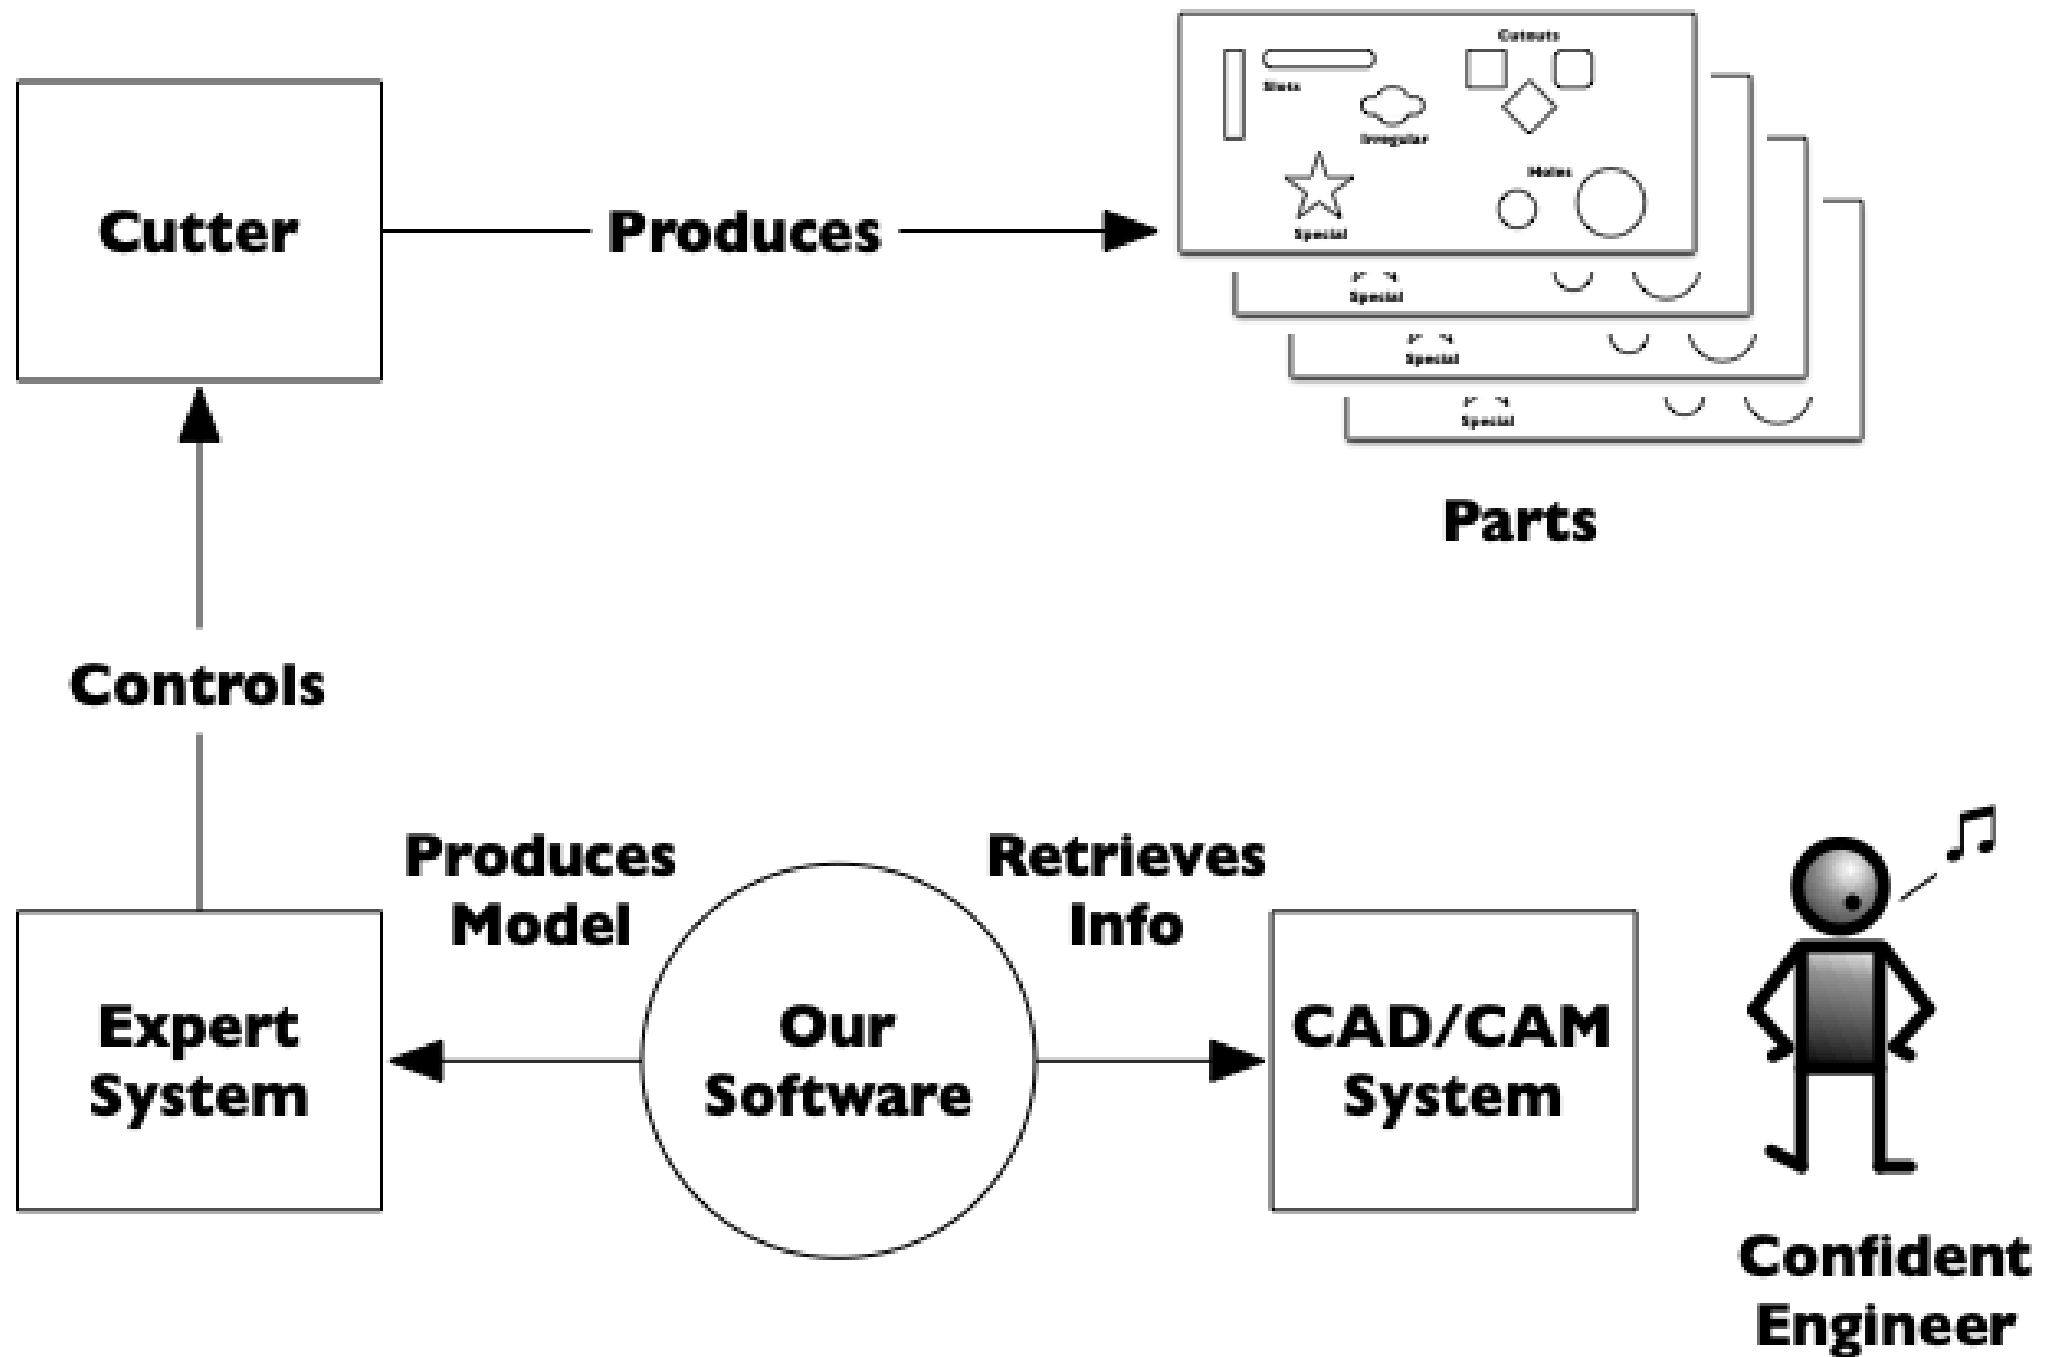 Cutouts
Slots
Irregular
Holes
Special
Cutter
Produces
Special
Special
Special
Parts
Controls
Produces
Model
Retrieves
Info
Expert
System
Our
Software
CAD/CAM
System
Confident
Engineer